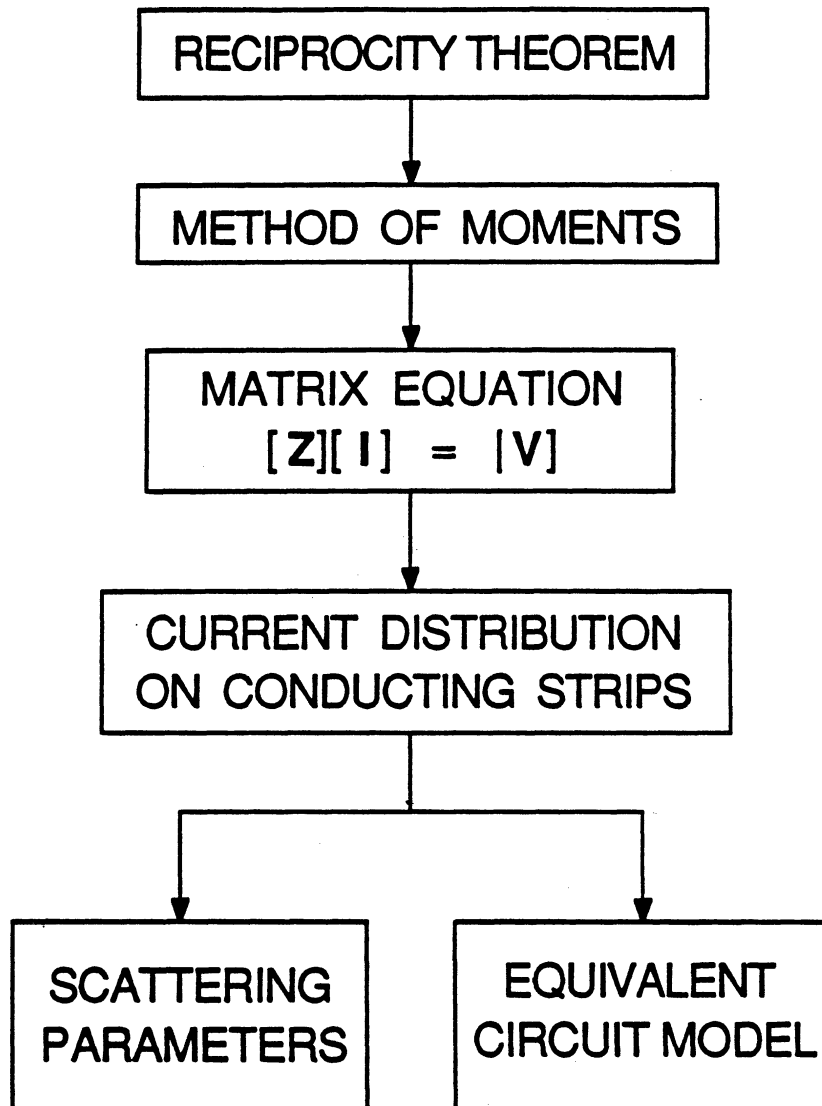 RECIPROCITY THEOREM
METHOD OF MOMENTS
MATRIX EQUATION
[Z][I] = [V]
CURRENT DISTRIBUTION
ON CONDUCTING STRIPS
SCATTERING
PARAMETERS
EQUIVALENT
CIRCUIT MODEL